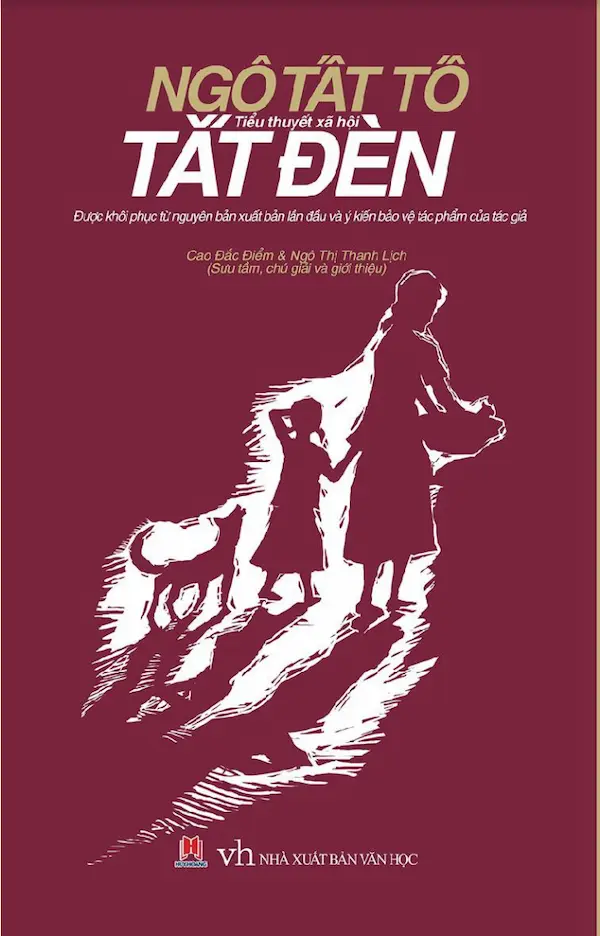 NGÔ TẤT TỐ
Tiểu thuyết xã hội
TẮT ĐÈN
Được khôi phục từ nguyên bản xuất bản lần đầu và ý kiến bảo vệ tác phẩm của tác giả
Cao Đắc Điểm & Ngô Thị Thanh Lịch
(Sưu tầm, chú giải và giới thiệu)
HUYHOANG
vh NHÀ XUẤT BẢN VĂN HỌC